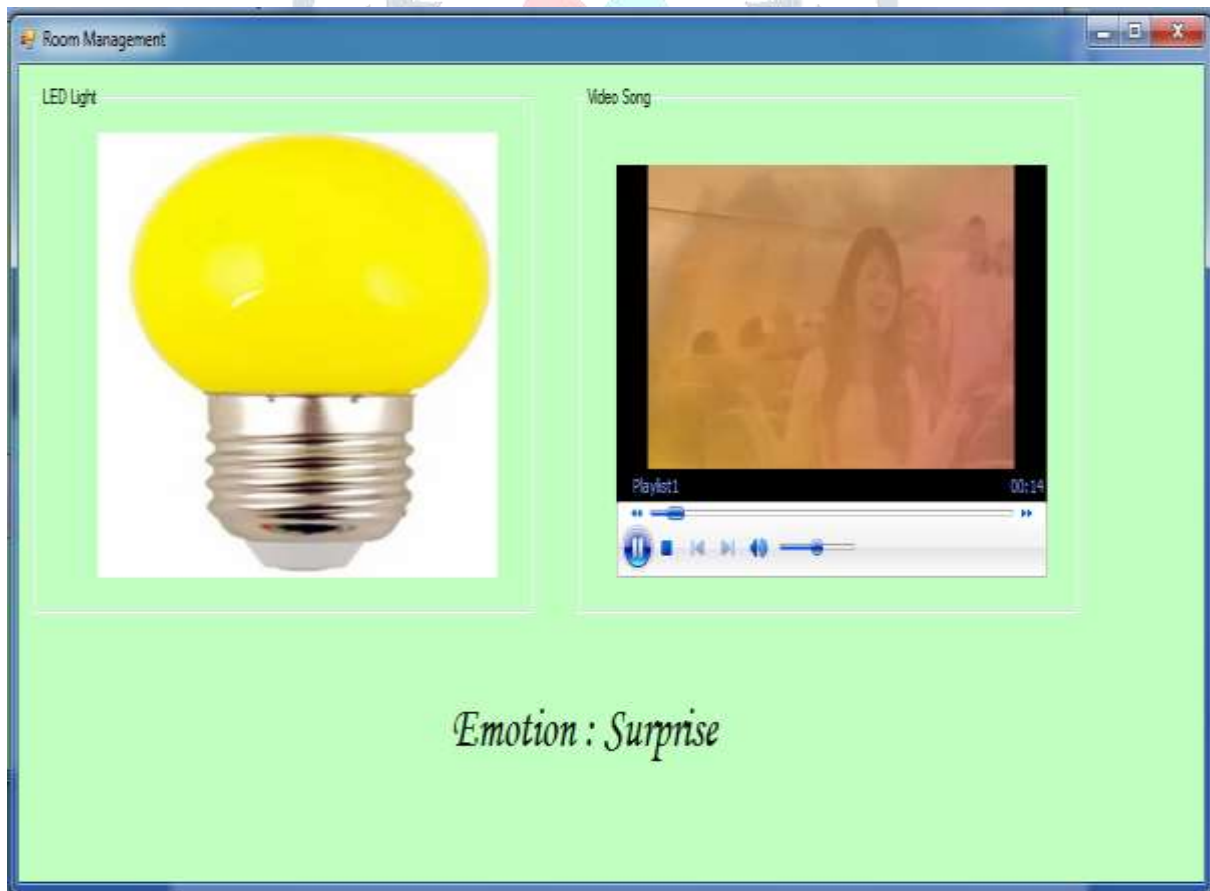 Room Management
LED Light
Video Song
Playlist1
00:14
Emotion : Surprise